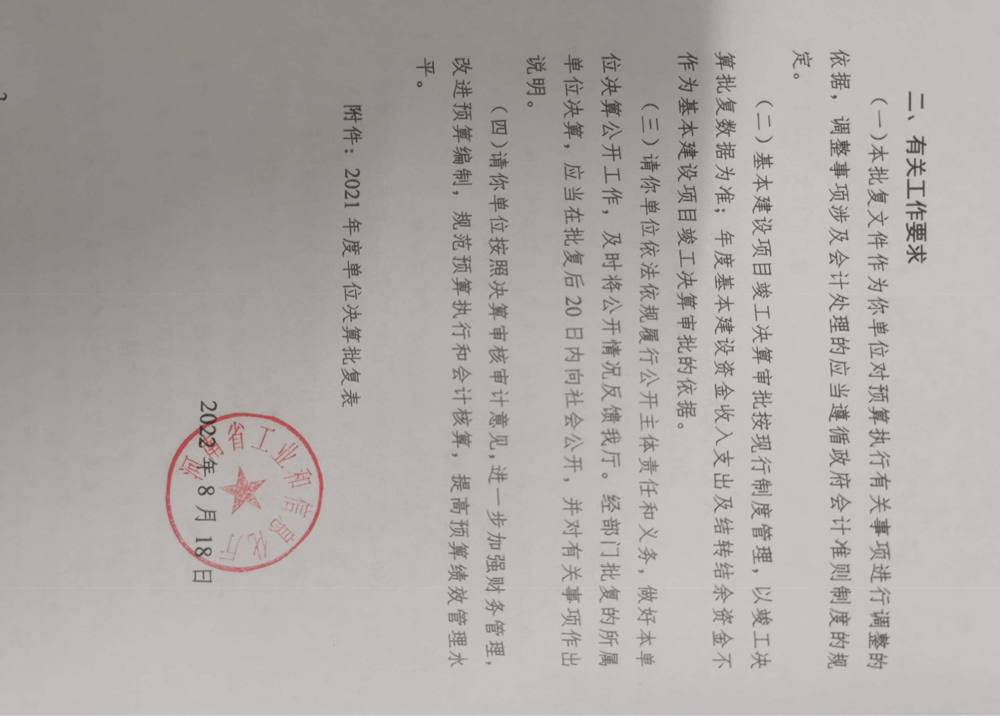 二、有关工作要求
（一）本批复文件作为你单位对预算执行有关事项进行调整的
依据，调整事项涉及会计处理的应当遵循政府会计准则制度的规
定。
（二）基本建设项目竣工决算审批按现行制度管理，以竣工决
算批复数据为准；年度基本建设资金收入支出及结转结余资金不
作为基本建设项目竣工决算审批的依据。
（三）请你单位依法依规履行公开主体责任和义务，做好本单
位决算公开工作，及时将公开情况反馈我厅。经部门批复的所属
单位决算，应当在批复后20日内向社会公开，并对有关事项作出
说明。
（四）请你单位按照决算审核审计意见，进一步加强财务管理，
改进预算编制，规范预算执行和会计核算，提高预算绩效管理水
平。
附件：2021年度单位决算批复表
省工业和信息化厅
2022年8月18日